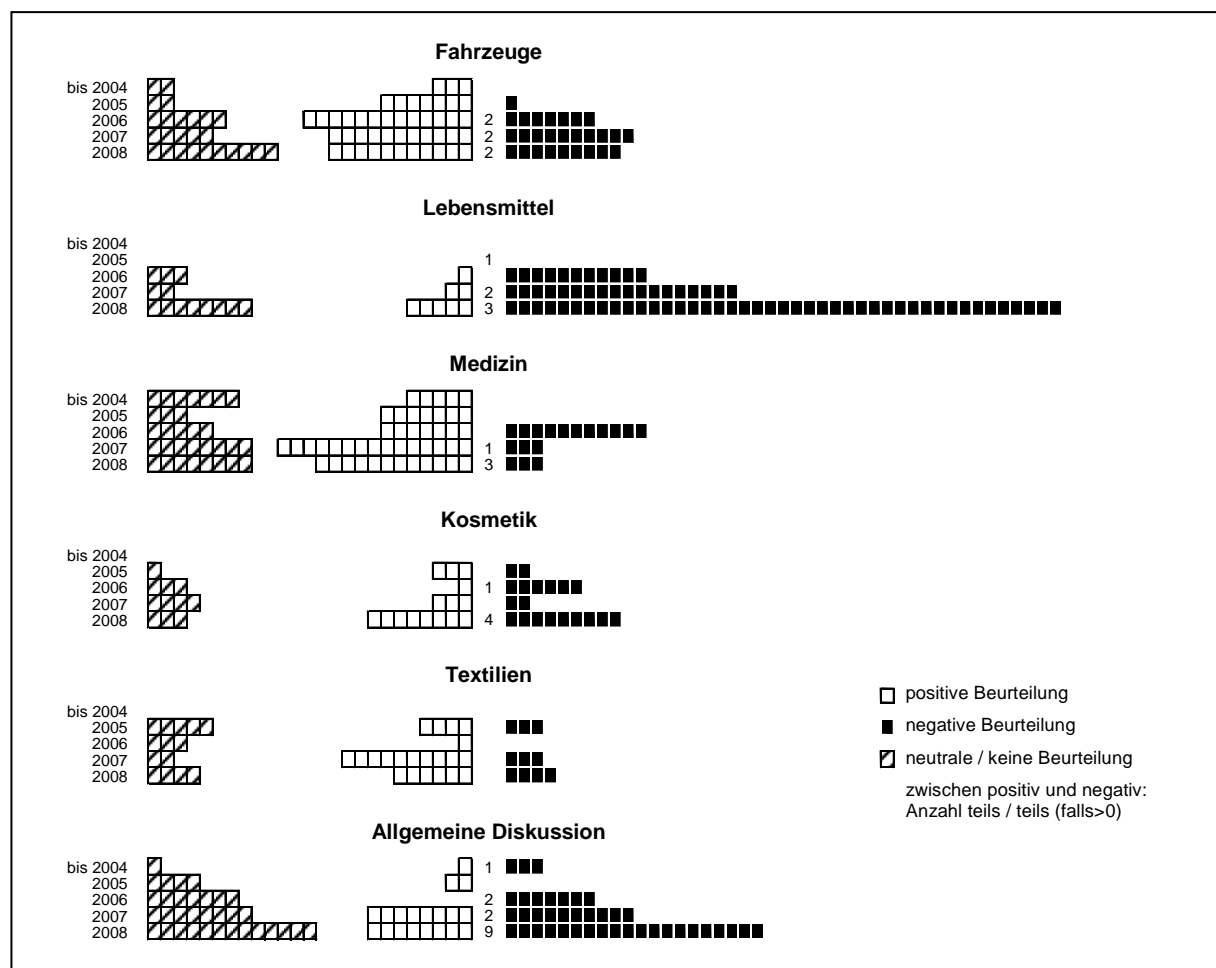 Fahrzeuge
bis 2004
2005
2006 2
2007 2
2008 2
Lebensmittel
bis 2004
2005 1
2006
2007 2
2008 3
Medizin
bis 2004
2005
2006
2007 1
2008 3
Kosmetik
bis 2004
2005
2006 1
2007
2008 4
Textilien
bis 2004
2005
2006
2007
2008
positive Beurteilung
negative Beurteilung
neutrale / keine Beurteilung
zwischen positiv und negativ:
Anzahl teils / teils (falls>0)
Allgemeine Diskussion
bis 2004 1
2005
2006 2
2007 2
2008 9